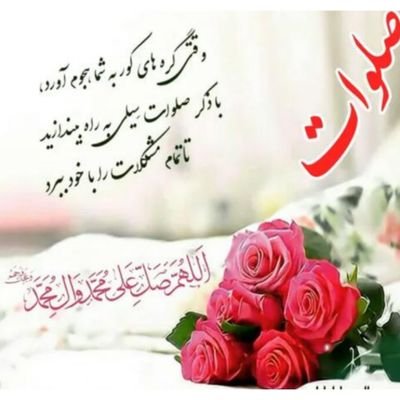 صلوات
وقتی گره های کور به شما هجوم آورد،
با ذکر صلوات سیلی به راه بیندازید
تا تمام مشکلات را با خود ببرد
اللهم صل علی محمد وال محمد